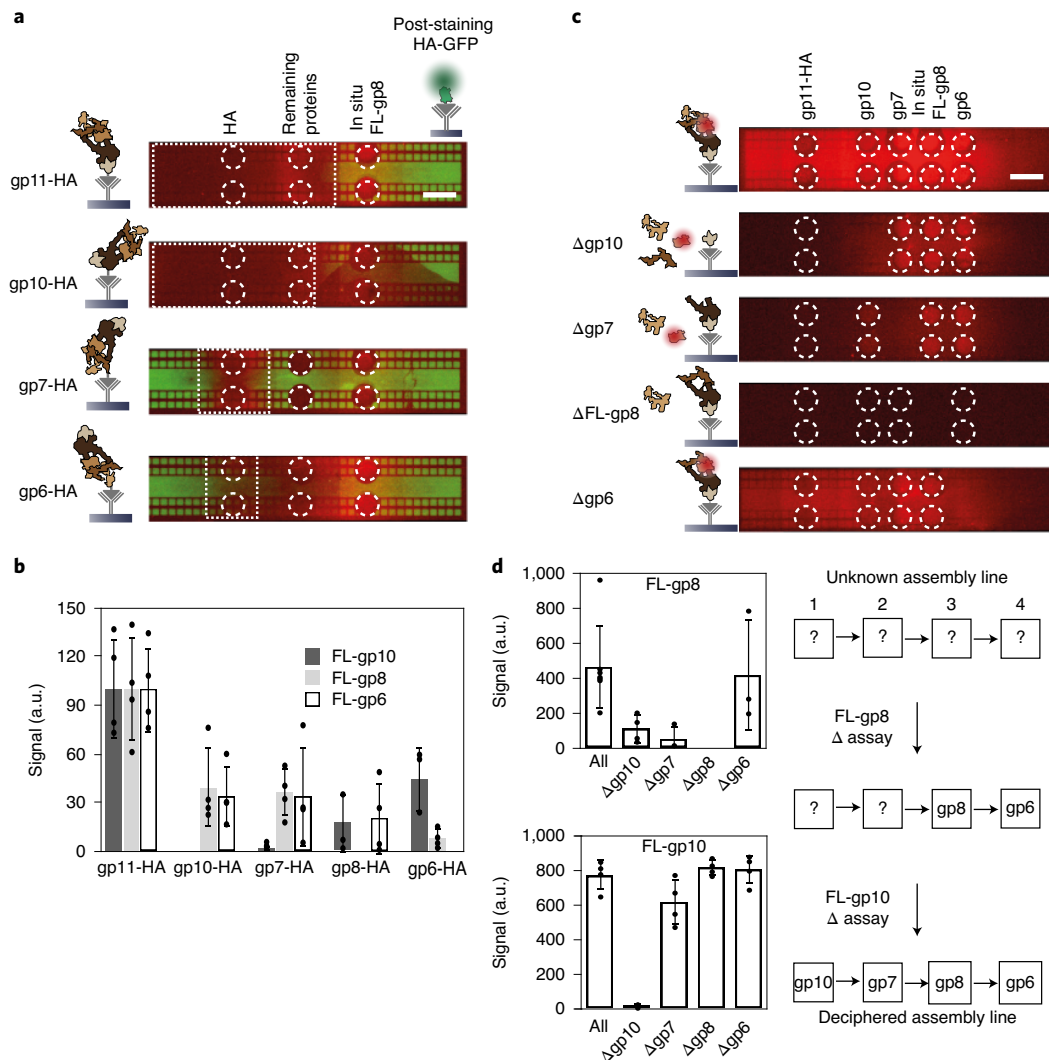 a
Post-staining
HA-GFP
HA
Remaining
proteins
In situ
FL-gp8
gp11-HA
gp10-HA
gp7-HA
gp6-HA
c
gp11-HA
gp10
gp7
In situ
FL-gp8
gp6
Δgp10
Δgp7
ΔFL-gp8
Δgp6
b
150
120
90
60
30
0
Signal (a.u.)
FL-gp10
FL-gp8
FL-gp6
gp11-HA gp10-HA gp7-HA gp8-HA gp6-HA
d
1,000
800
600
400
200
0
Signal (a.u.)
FL-gp8
All Δgp10 Δgp7 Δgp8 Δgp6
1,000
800
600
400
200
0
Signal (a.u.)
FL-gp10
All Δgp10 Δgp7 Δgp8 Δgp6
Unknown assembly line
1 2 3 4
? ? ? ?
FL-gp8
Δ assay
? ? gp8 gp6
FL-gp10
Δ assay
gp10 gp7 gp8 gp6
Deciphered assembly line